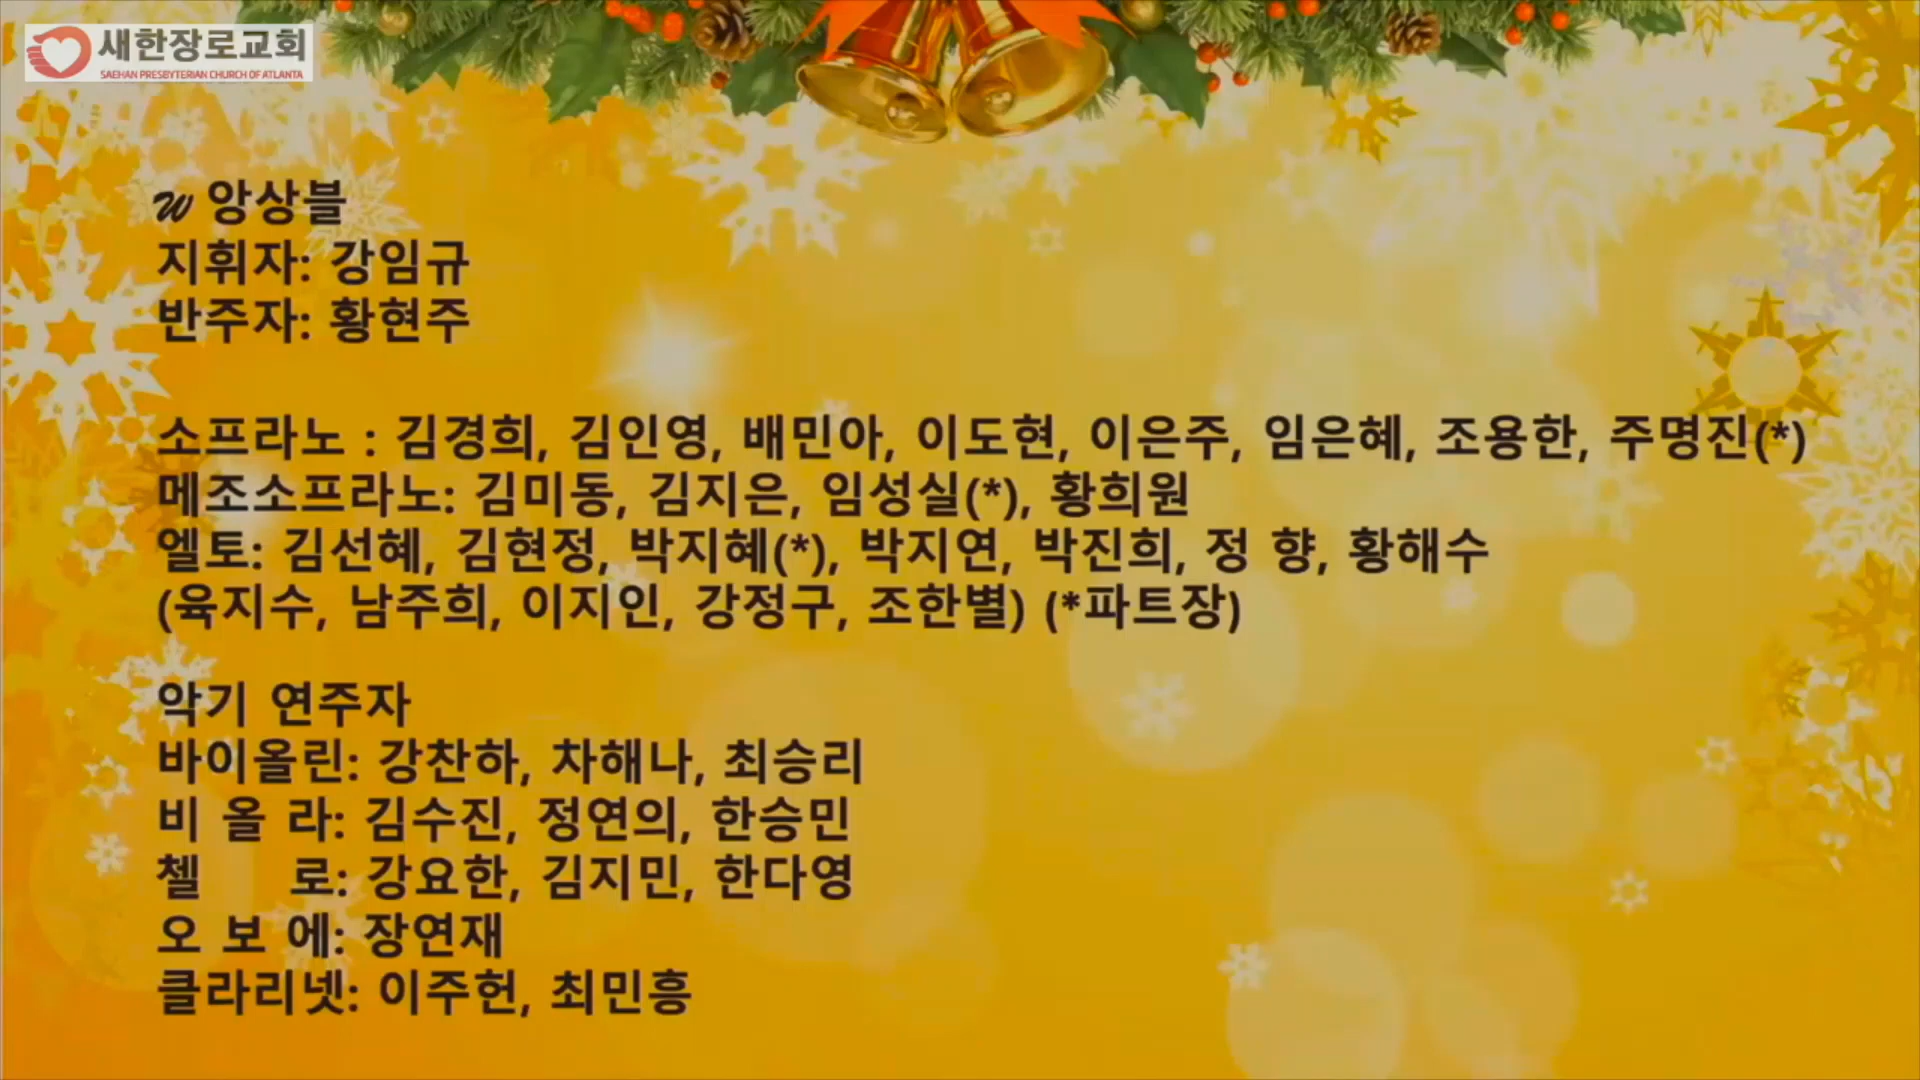 새한장로교회
SAEHAN PRESBYTERIAN CHURCH OF ATLANTA
W 앙상블
지휘자: 강임규
반주자: 황현주
소프라노 : 김경희, 김인영, 배민아, 이도현, 이은주, 임은혜, 조용한, 주명진(*)
메조소프라노: 김미동, 김지은, 임성실(*), 황희원
엘토: 김선혜, 김현정, 박지혜(*), 박지연, 박진희, 정 향, 황해수
(육지수, 남주희, 이지인, 강정구, 조한별) (*파트장)
악기 연주자
바이올린: 강찬하, 차해나, 최승리
비 올 라: 김수진, 정연의, 한승민
첼 로: 강요한, 김지민, 한다영
오 보 에: 장연재
클라리넷: 이주헌, 최민흥